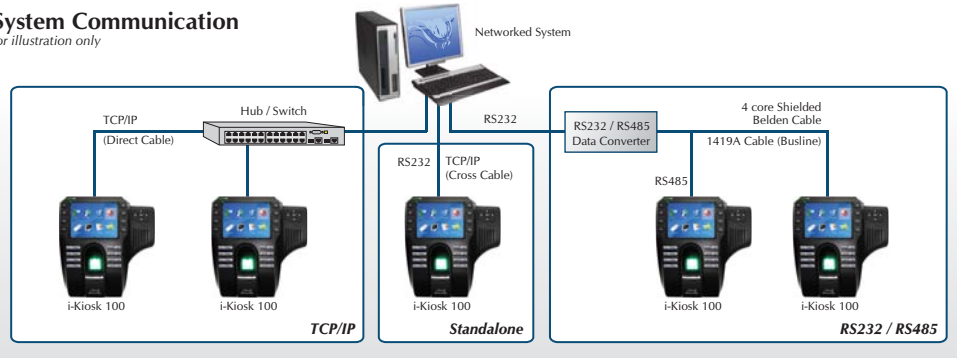 System Communication
or illustration only
Networked System
TCP/IP
(Direct Cable)
Hub / Switch
RS232
TCP/IP
(Cross Cable)
RS232
RS232 / RS485
Data Converter
4 core Shielded
Belden Cable
1419A Cable (Busline)
RS485
i-Kiosk 100
i-Kiosk 100
i-Kiosk 100
i-Kiosk 100
i-Kiosk 100
TCP/IP
Standalone
RS232 / RS485